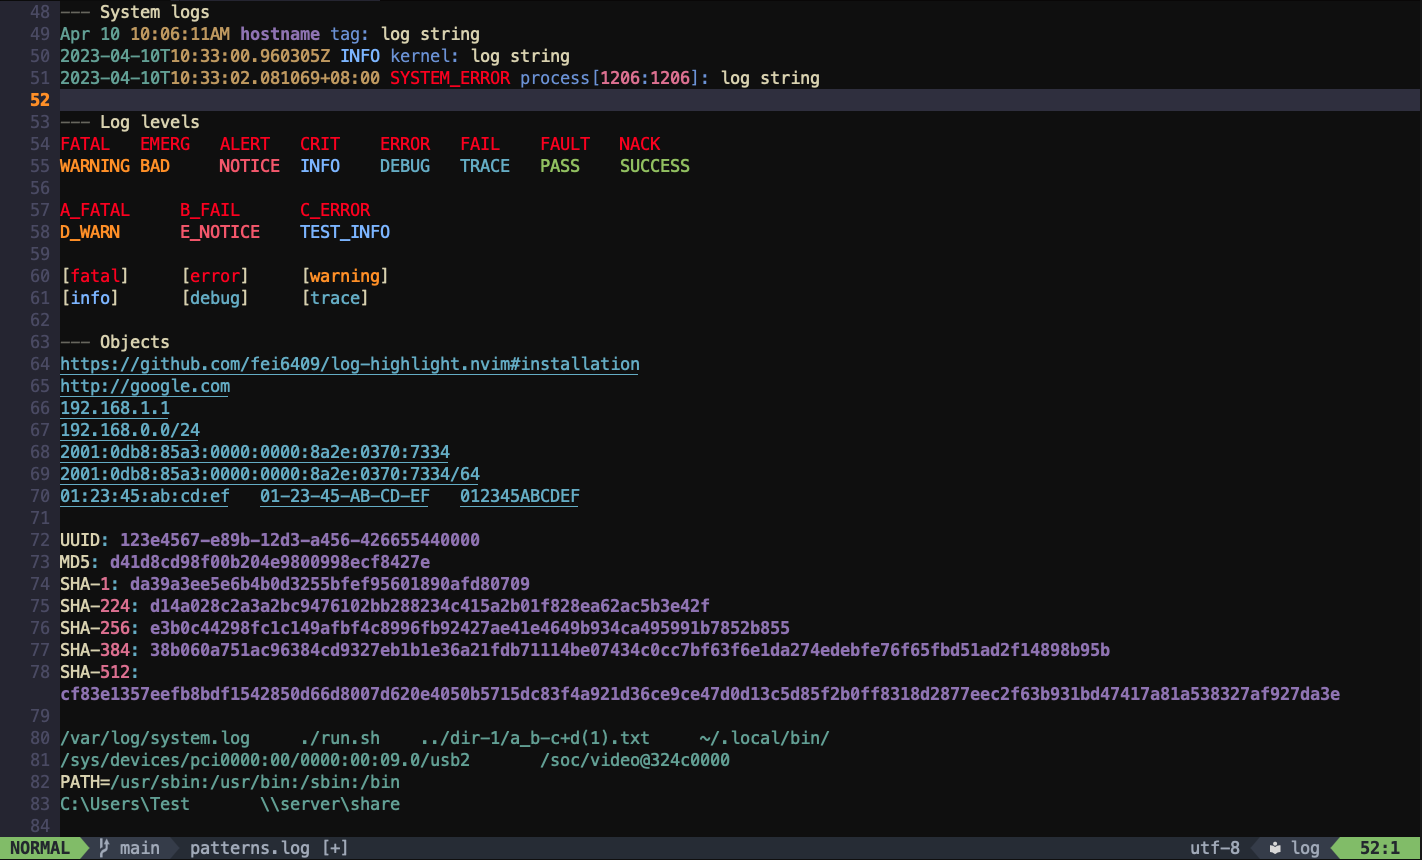 48 --- System logs
49 Apr 10 10:06:11AM hostname tag: log string
50 2023-04-10T10:33:00.960305Z INFO kernel: log string
51 2023-04-10T10:33:02.081069+08:00 SYSTEM_ERROR process[1206:1206]: log string
52
53 --- Log levels
54 FATAL EMERG ALERT CRIT ERROR FAIL FAULT NACK
55 WARNING BAD NOTICE INFO DEBUG TRACE PASS SUCCESS
56
57 A_FATAL B_FAIL C_ERROR
58 D_WARN E_NOTICE TEST_INFO
59
60 [fatal] [error] [warning]
61 [info] [debug] [trace]
62
63 --- Objects
64 https://github.com/fei6409/log-highlight.nvim#installation
65 http://google.com
66 192.168.1.1
67 192.168.0.0/24
68 2001:0db8:85a3:0000:0000:8a2e:0370:7334
69 2001:0db8:85a3:0000:0000:8a2e:0370:7334/64
70 01:23:45:ab:cd:ef 01-23-45-AB-CD-EF 012345ABCDEF
71
72 UUID: 123e4567-e89b-12d3-a456-426655440000
73 MD5: d41d8cd98f00b204e9800998ecf8427e
74 SHA-1: da39a3ee5e6b4b0d3255bfef95601890afd80709
75 SHA-224: d14a028c2a3a2bc9476102bb288234c415a2b01f828ea62ac5b3e42f
76 SHA-256: e3b0c44298fc1c149afbf4c8996fb92427ae41e4649b934ca495991b7852b855
77 SHA-384: 38b060a751ac96384cd9327eb1b1e36a21fdb71114be07434c0cc7bf63f6e1da274edebfe76f65fbd51ad2f14898b95b
78 SHA-512:
cf83e1357eefb8bdf1542850d66d8007d620e4050b5715dc83f4a921d36ce9ce47d0d13c5d85f2b0ff8318d2877eec2f63b931bd47417a81a538327af927da3e
79
80 /var/log/system.log ./run.sh ../dir-1/a_b-c+d(1).txt ~/.local/bin/
81 /sys/devices/pci0000:00/0000:00:09.0/usb2 /soc/video@324c0000
82 PATH=/usr/sbin:/usr/bin:/sbin:/bin
83 C:\Users\Test \\server\share
84
NORMAL main patterns.log [+] utf-8 log 52:1